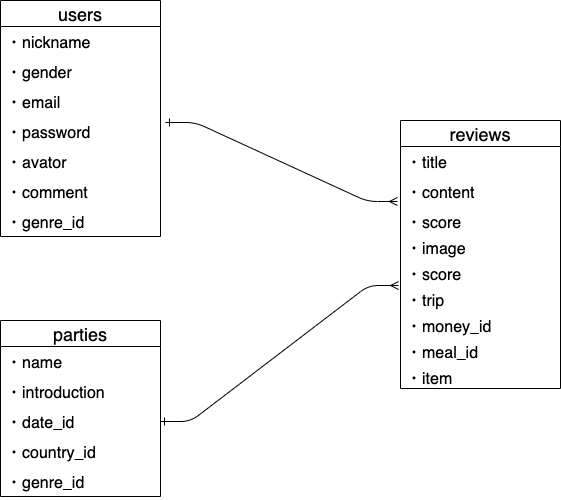 users
・nickname
・gender
・email
・password
・avator
・comment
・genre_id
reviews
・title
・content
・score
・image
・score
・trip
・money_id
・meal_id
・item
parties
・name
・introduction
・date_id
・country_id
・genre_id